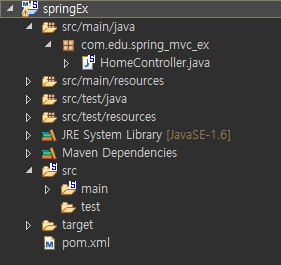 springEx
src/main/java
com.edu.spring_mvc_ex
HomeController.java
src/main/resources
src/test/java
src/test/resources
JRE System Library [JavaSE-1.6]
Maven Dependencies
src
main
test
target
pom.xml